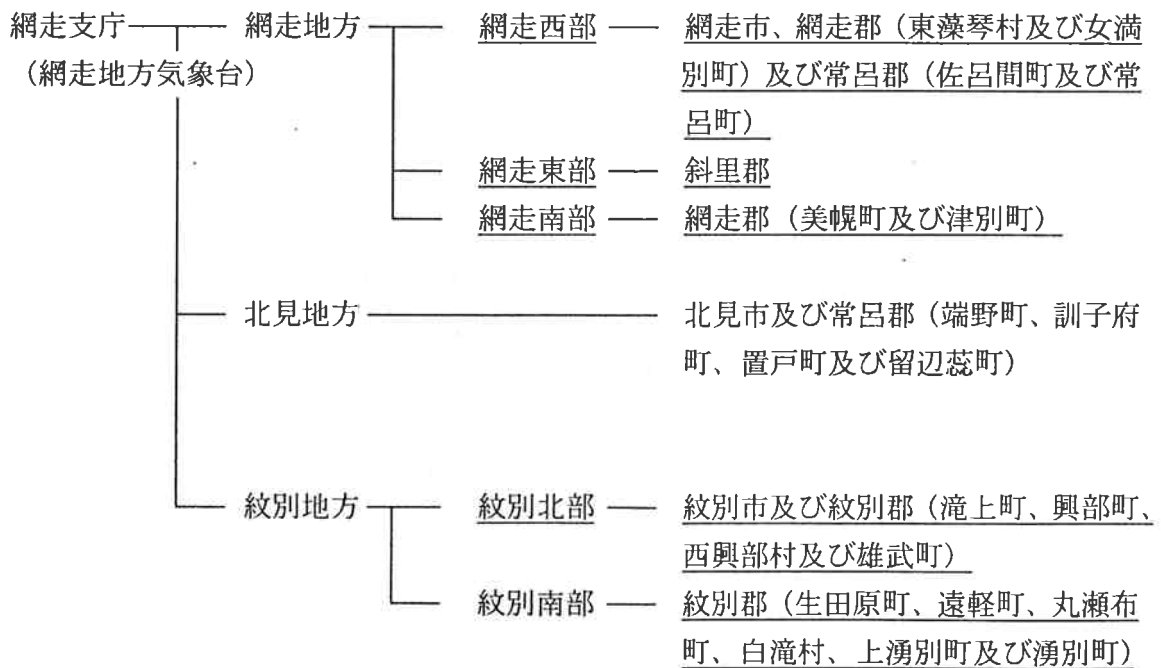 網走支庁 網走地方 網走西部 網走市、網走郡(東藻琴村及び女満
(網走地方気象台) 別町)及び常呂郡(佐呂間町及び常
呂町)
網走東部 斜里郡
網走南部 網走郡(美幌町及び津別町)
北見地方 北見市及び常呂郡(端野町、訓子府
町、置戸町及び留辺蘂町)
紋別地方 紋別北部 紋別市及び紋別郡(滝上町、興部町、
西興部村及び雄武町)
紋別南部 紋別郡(生田原町、遠軽町、丸瀬布
町、白滝村、上湧別町及び湧別町)